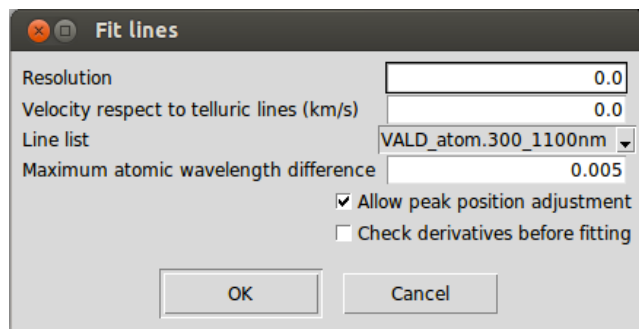 Fit lines
Resolution 0.0
Velocity respect to telluric lines (km/s) 0.0
Line list VALD_atom.300_1100nm
Maximum atomic wavelength difference 0.005
Allow peak position adjustment
Check derivatives before fitting
OK Cancel